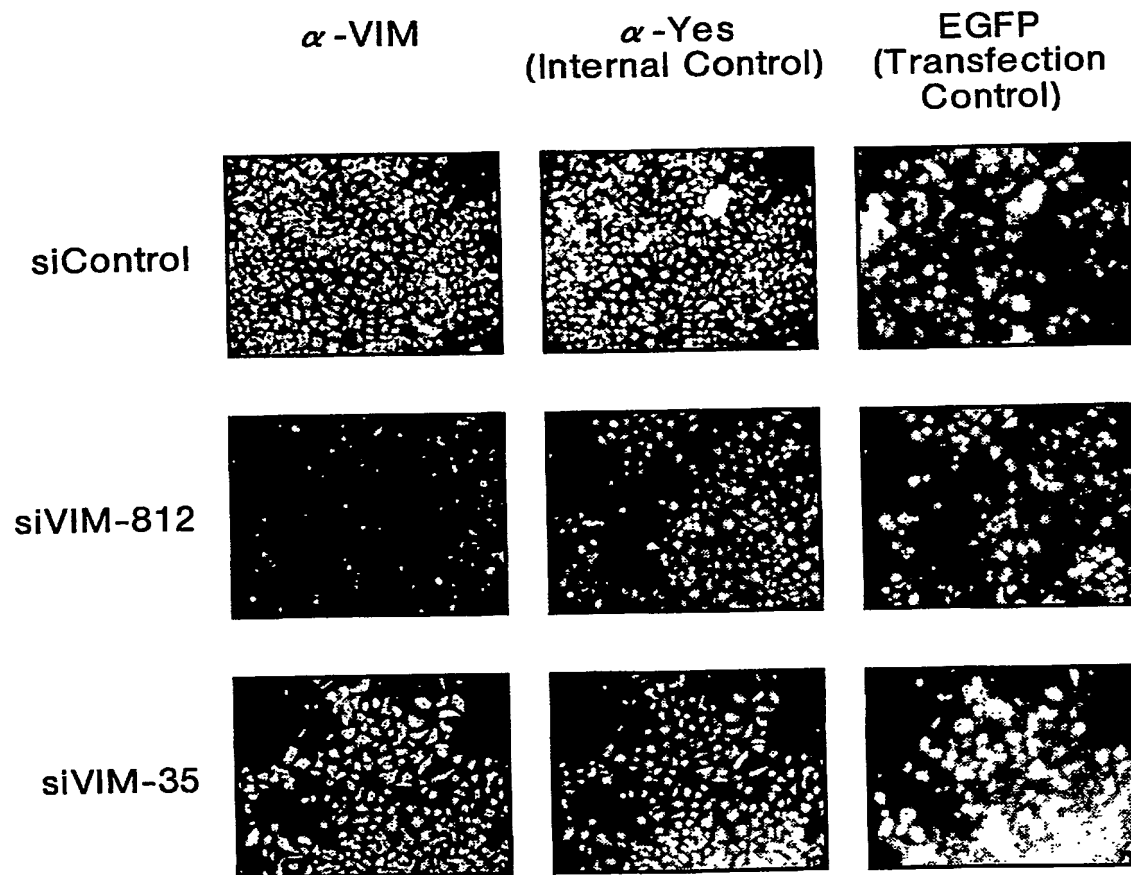 α-VIM
α-Yes
(Internal Control)
EGFP
(Transfection
Control)
siControl
siVIM-812
siVIM-35